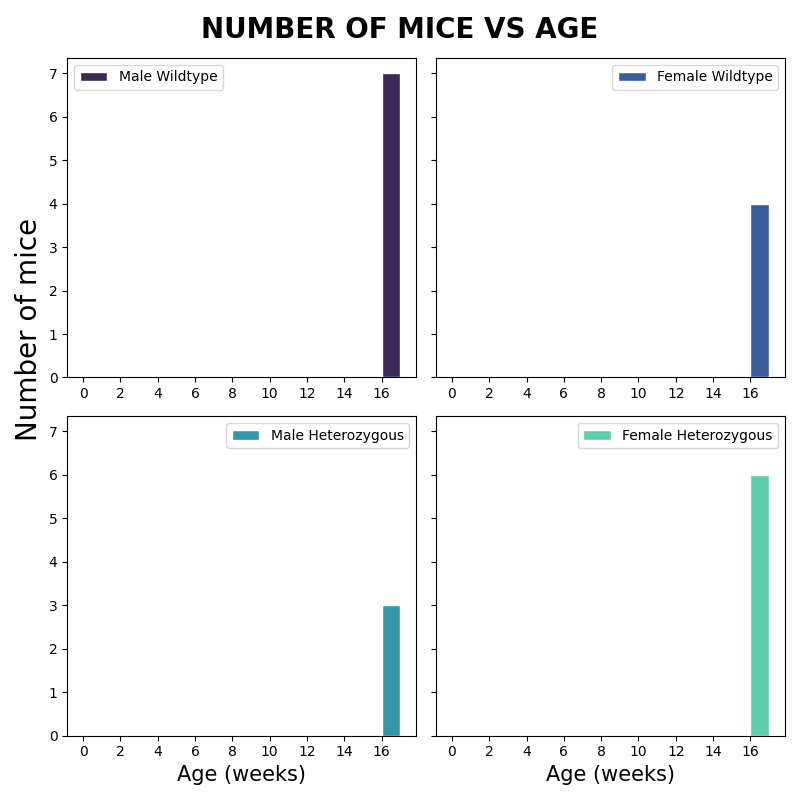 NUMBER OF MICE VS AGE
Number of mice
Male Wildtype
7
6
5
4
3
2
1
0
0 2 4 6 8 10 12 14 16
Female Wildtype
0 2 4 6 8 10 12 14 16
Male Heterozygous
7
6
5
4
3
2
1
0
0 2 4 6 8 10 12 14 16
Age (weeks)
Female Heterozygous
0 2 4 6 8 10 12 14 16
Age (weeks)